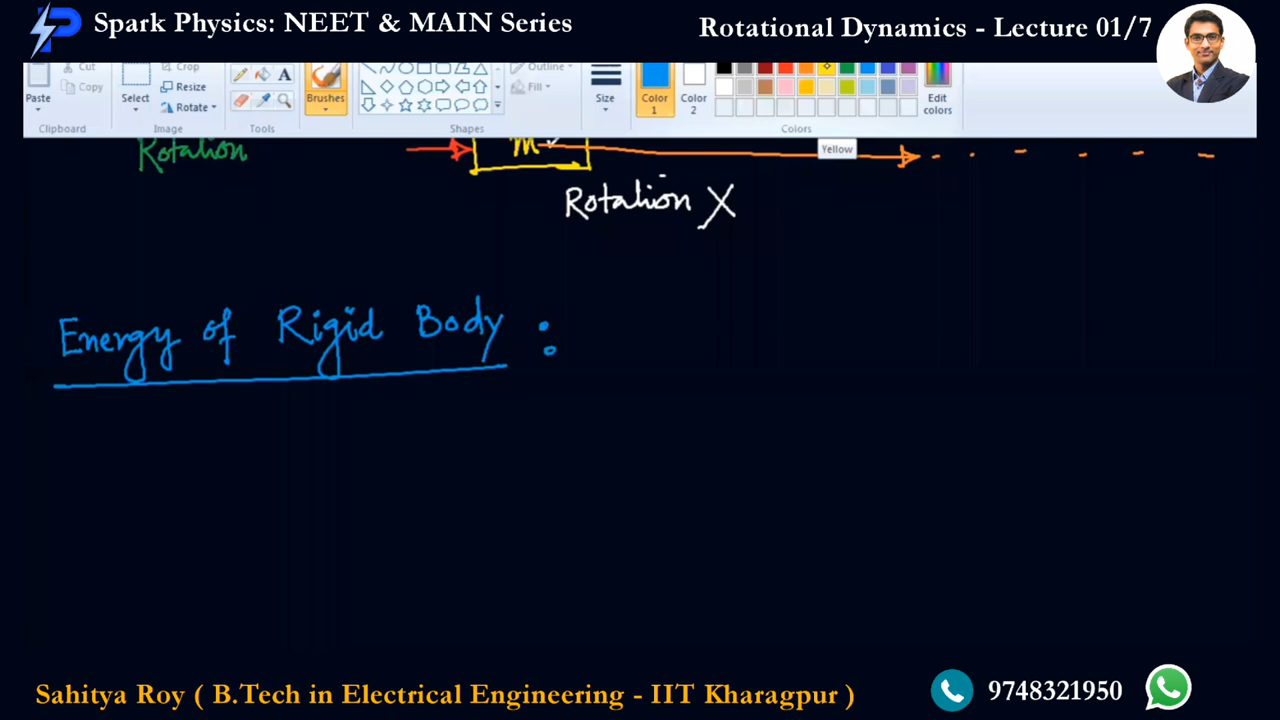 Spark Physics: NEET & MAIN Series
Rotational Dynamics - Lecture 01/7
Cut
Copy
Paste
Clipboard
Select
Crop
Resize
Rotate
Image
A
Tools
Brushes
Outline
Fill
Shapes
Size
Color 1
Color 2
Edit colors
Colors
Yellow
Rotation
M
Rotation X
Energy of Rigid Body :
Sahitya Roy ( B.Tech in Electrical Engineering - IIT Kharagpur )
9748321950